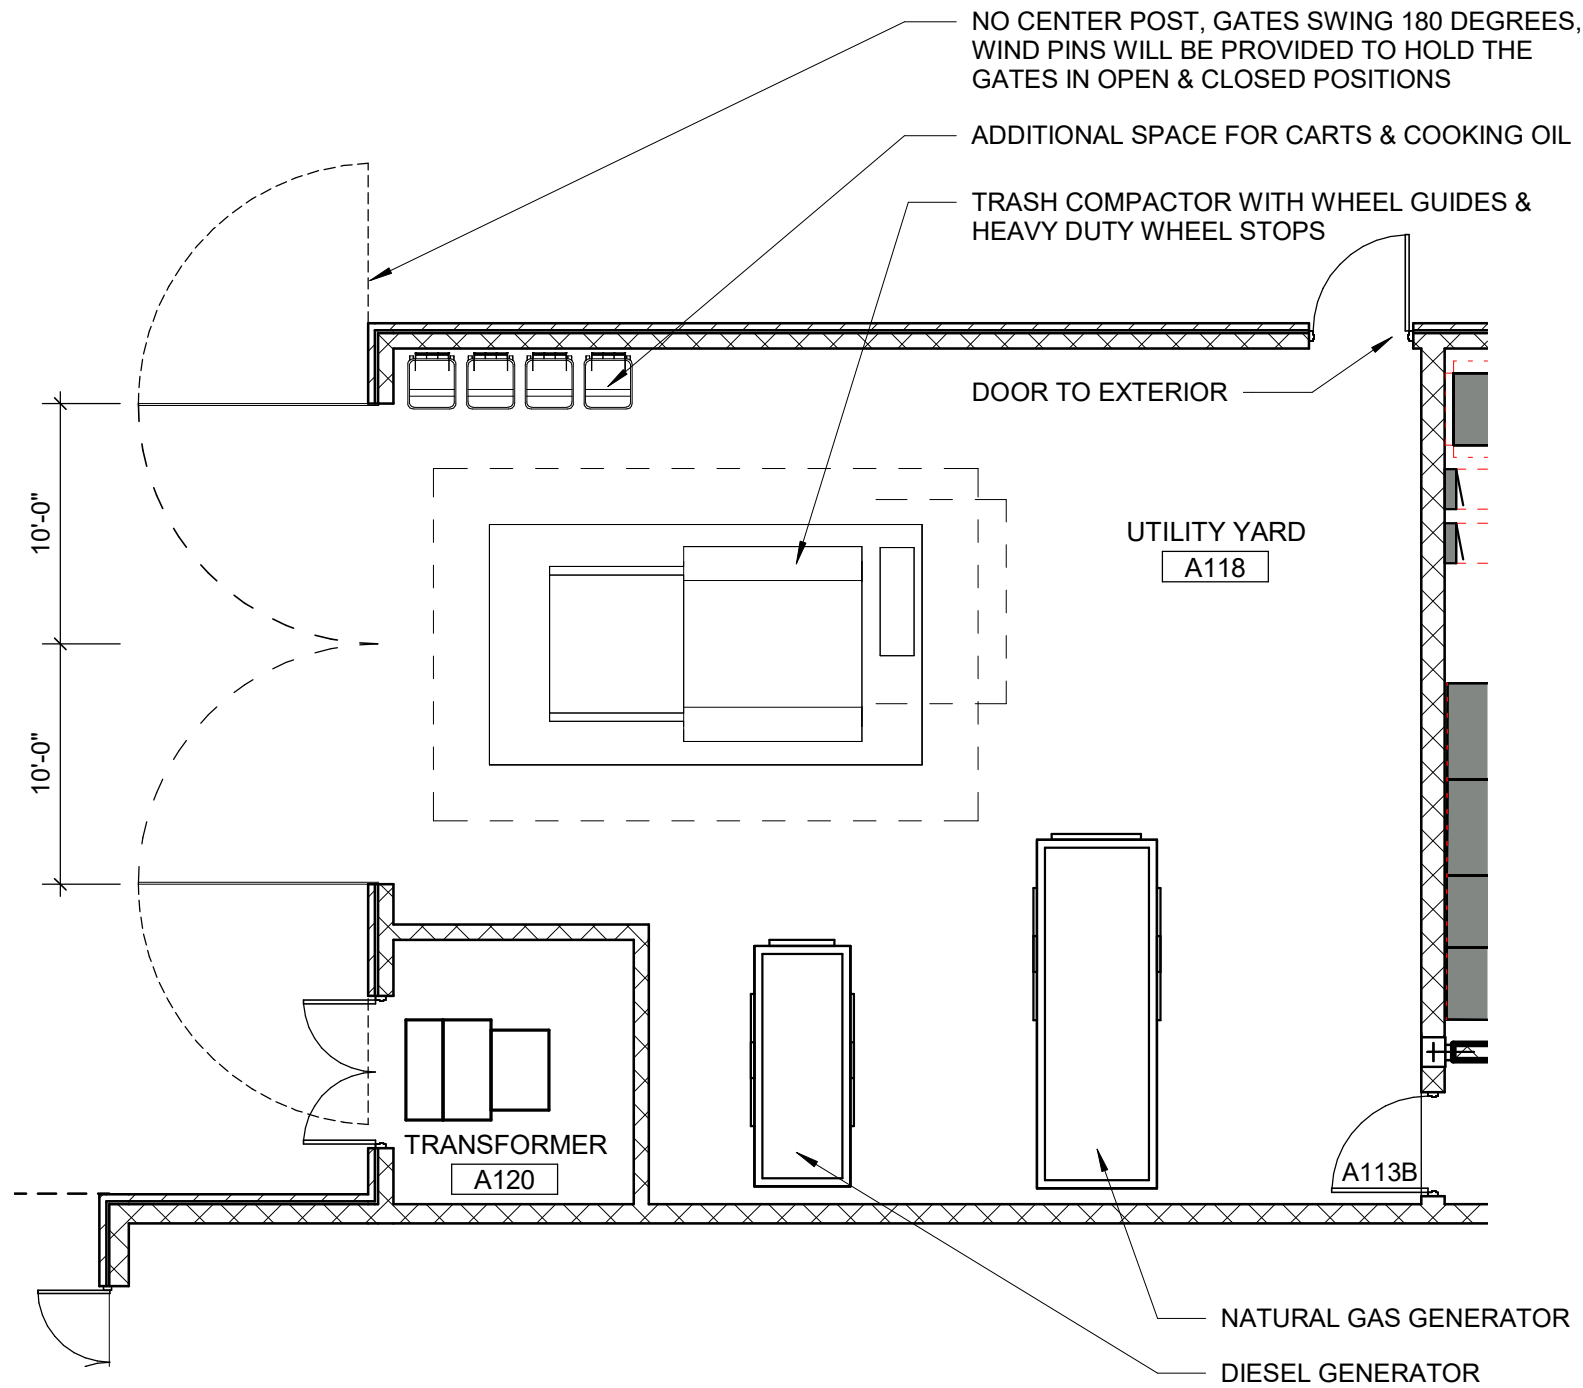 NO CENTER POST, GATES SWING 180 DEGREES,
WIND PINS WILL BE PROVIDED TO HOLD THE
GATES IN OPEN & CLOSED POSITIONS
ADDITIONAL SPACE FOR CARTS & COOKING OIL
TRASH COMPACTOR WITH WHEEL GUIDES &
HEAVY DUTY WHEEL STOPS
DOOR TO EXTERIOR
10'-0"
UTILITY YARD
A118
10'-0"
TRANSFORMER
A120
A113B
NATURAL GAS GENERATOR
DIESEL GENERATOR